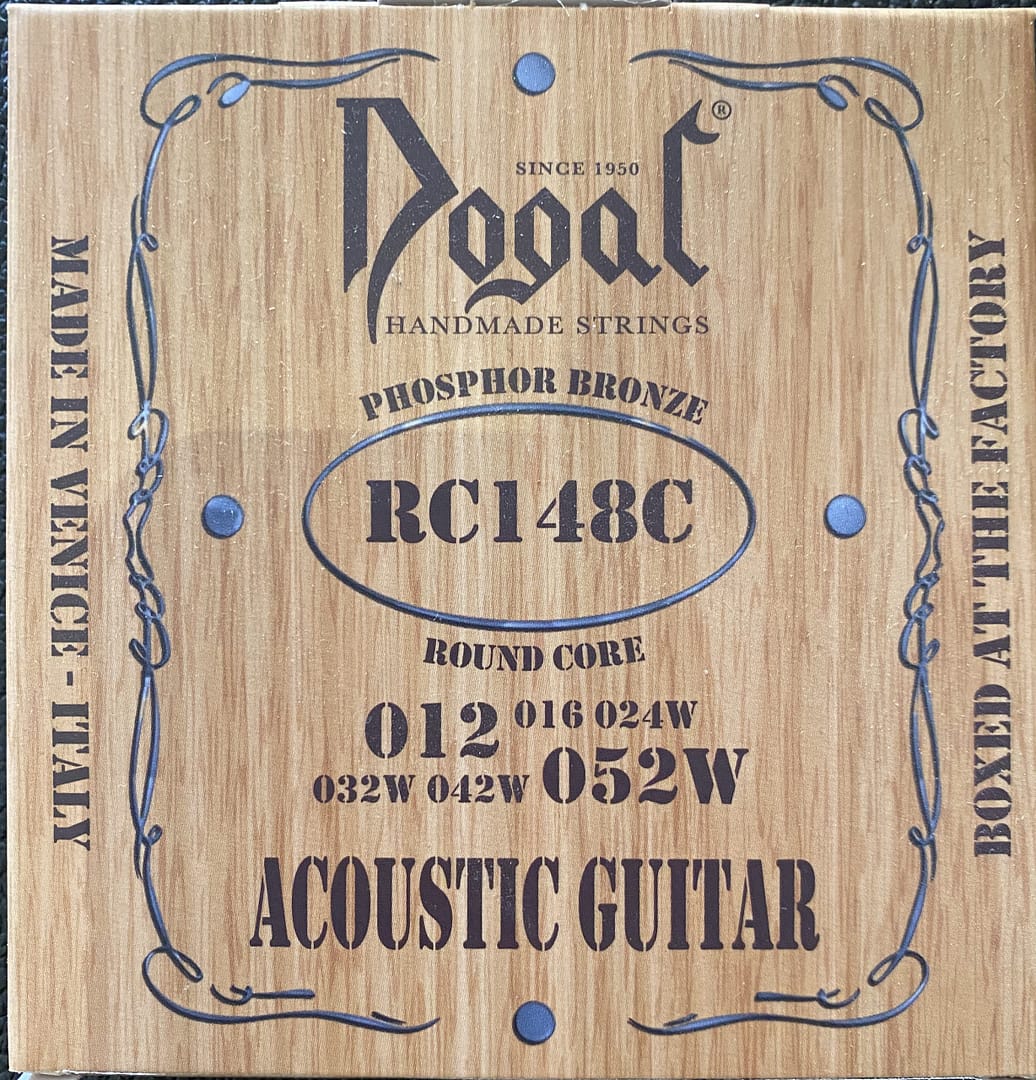 SINCE 1950
Dogal®
HANDMADE STRINGS
PHOSPHOR BRONZE
RC148C
ROUND CORE
012 016 024W
032W 042W 052W
ACOUSTIC GUITAR
MADE IN VENICE - ITALY
BOXED AT THE FACTORY